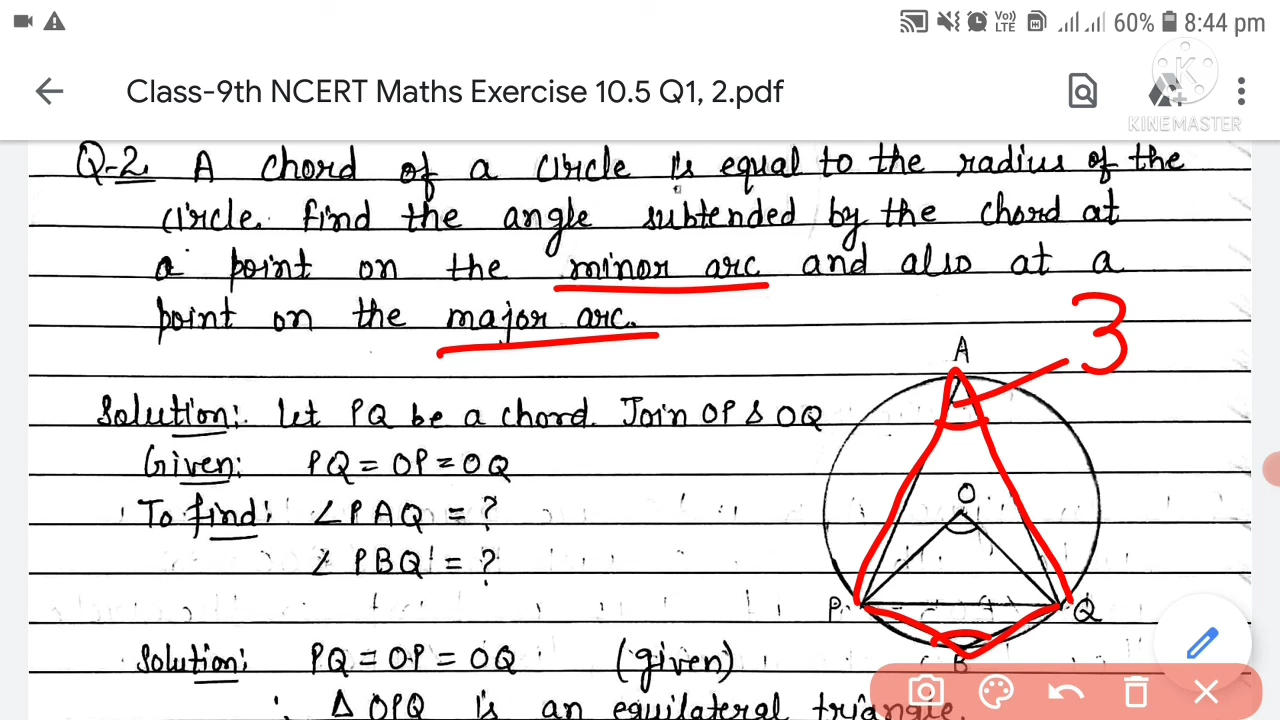 Vo))
LTE
60%
8:44 pm
Class-9th NCERT Maths Exercise 10.5 Q1, 2.pdf
K
KINEMASTER
Q-2. A chord of a circle is equal to the radius of the
circle. find the angle subtended by the chord at
a point on the minor arc and also at a
point on the major arc.
3
A
Solution: Let PQ be a chord. Join OP & OQ
Given: PQ = OP = OQ
O
To find: ∠PAQ = ?
∠PBQ = ?
P
Q
B
Solution: PQ = OP = OQ (given)
∴ Δ OPQ is an equilateral triangle.